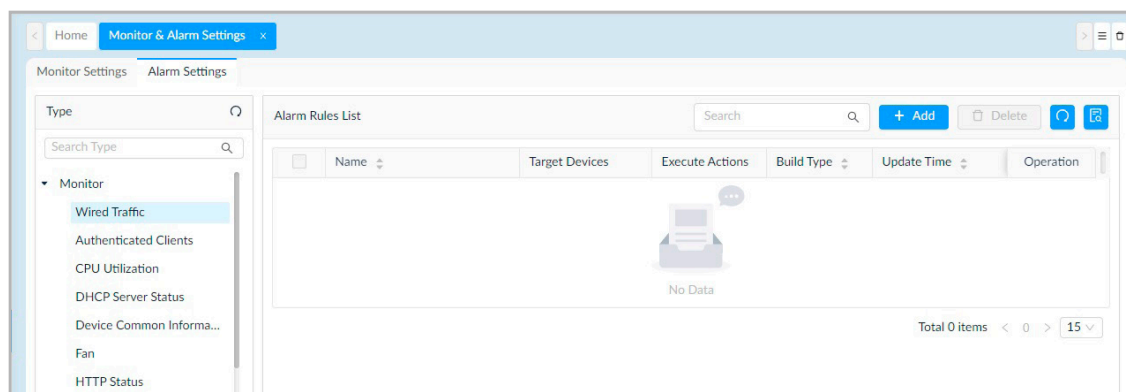 Home Monitor & Alarm Settings ×
Monitor Settings Alarm Settings
Type
Search Type
Monitor
Wired Traffic
Authenticated Clients
CPU Utilization
DHCP Server Status
Device Common Informa...
Fan
HTTP Status
Alarm Rules List Search + Add Delete
Name Target Devices Execute Actions Build Type Update Time Operation
No Data
Total 0 items < 0 > 15